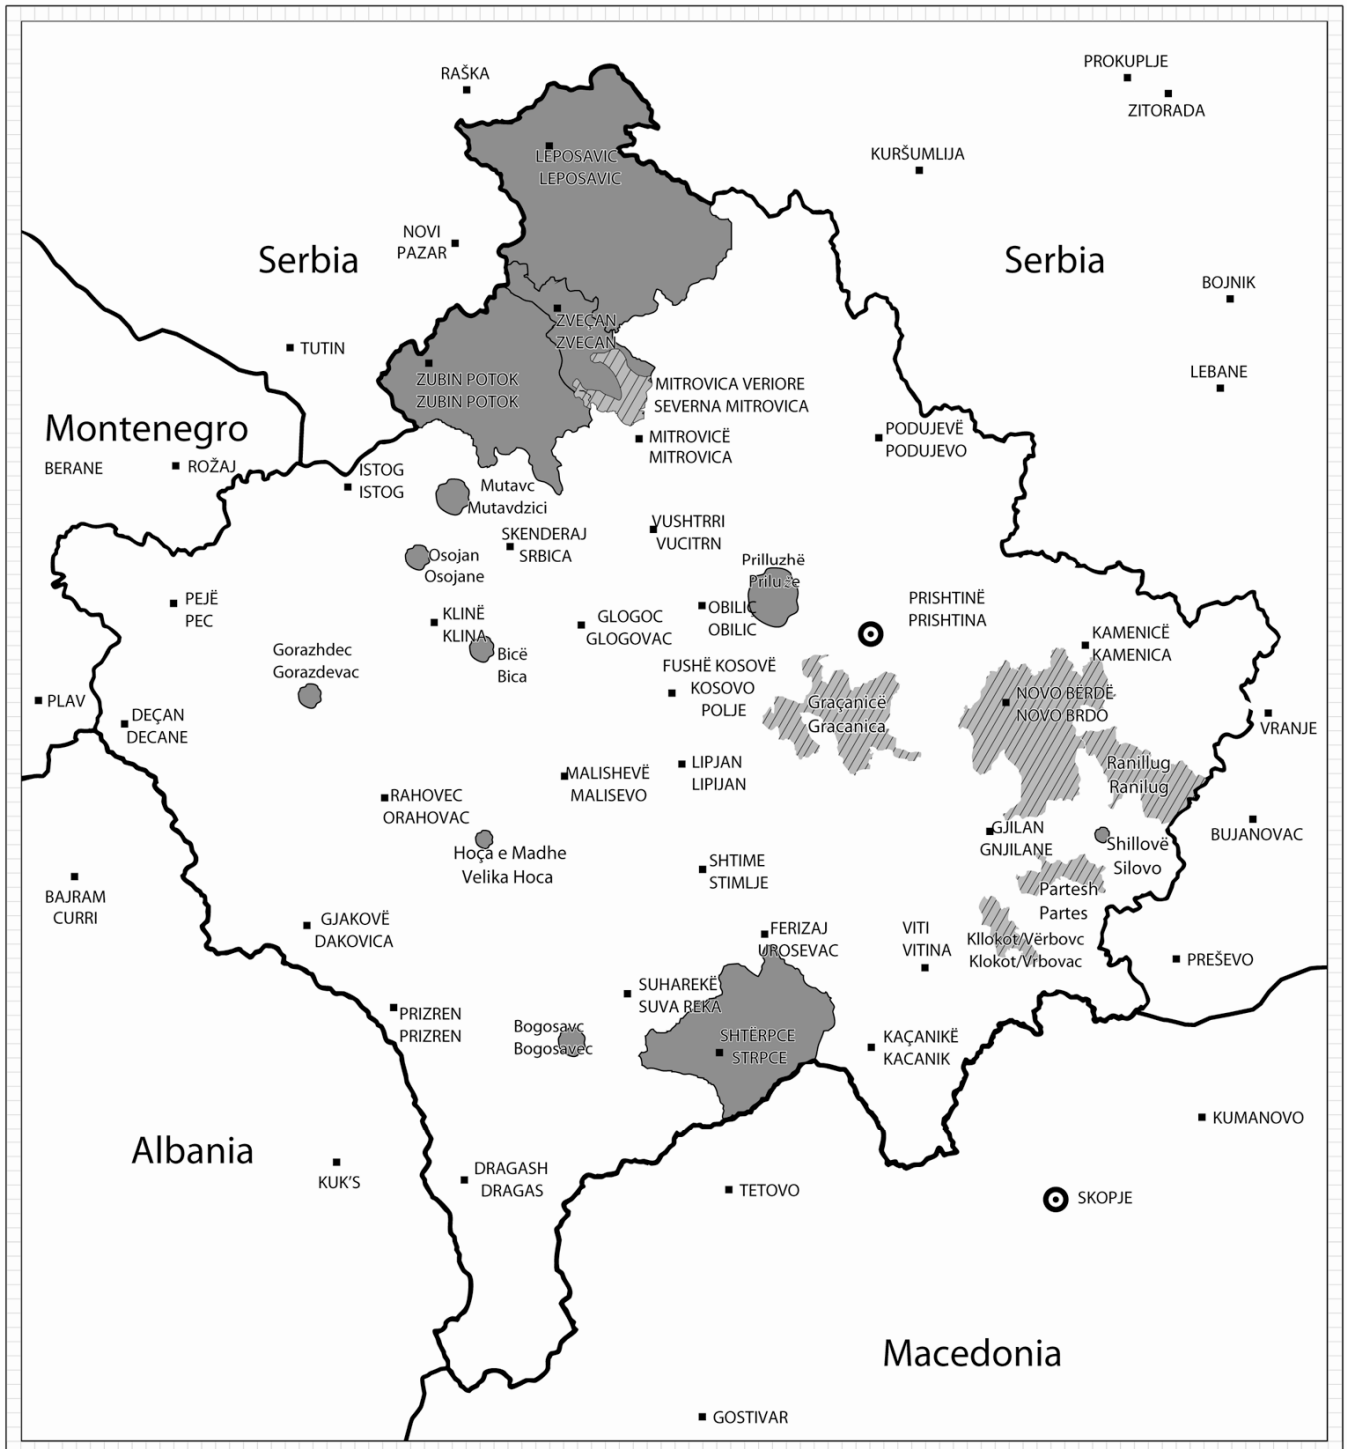 RAŠKA
PROKUPLJE
ZITORADA
KURŠUMLIJA
LEPOSAVIC
LEPOSAVIC
NOVI
PAZAR
Serbia
Serbia
BOJNIK
ZVEÇAN
ZVECAN
TUTIN
ZUBIN POTOK
ZUBIN POTOK
LEBANE
MITROVICA VERIORE
SEVERNA MITROVICA
Montenegro
BERANE
ROŽAJ
MITROVICË
MITROVICA
PODUJEVË
PODUJEVO
ISTOG
ISTOG
Mutavc
Mutavdzici
SKENDERAJ
SRBICA
VUSHTRRI
VUCITRN
Osojan
Osojane
Prilluzhë
Priluze
PEJË
PEC
KLINË
KLINA
GLOGOC
GLOGOVAC
OBILIÇ
OBILIC
PRISHTINË
PRISHTINA
KAMENICË
KAMENICA
Gorazhdec
Gorazdevac
Bicë
Bica
FUSHË KOSOVË
KOSOVO
POLJE
Graçanicë
Gracanica
NOVO BËRDË
NOVO BRDO
PLAV
DEÇAN
DECANE
VRANJE
LIPJAN
LIPIJAN
Ranillug
Ranilug
MALISHEVË
MALISEVO
RAHOVEC
ORAHOVAC
GJILAN
GNJILANE
BUJANOVAC
Shillovë
Silovo
Hoça e Madhe
Velika Hoca
SHTIME
STIMLJE
Partesh
Partes
BAJRAM
CURRI
GJAKOVË
DAKOVICA
FERIZAJ
UROSEVAC
VITI
VITINA
Kllokot/Vërbovc
Klokot/Vrbovac
PREŠEVO
SUHAREKË
SUVA REKA
PRIZREN
PRIZREN
Bogosavc
Bogosavec
SHTËRPCE
STRPCE
KAÇANIKË
KACANIK
KUMANOVO
Albania
KUK'S
DRAGASH
DRAGAS
TETOVO
SKOPJE
Macedonia
GOSTIVAR